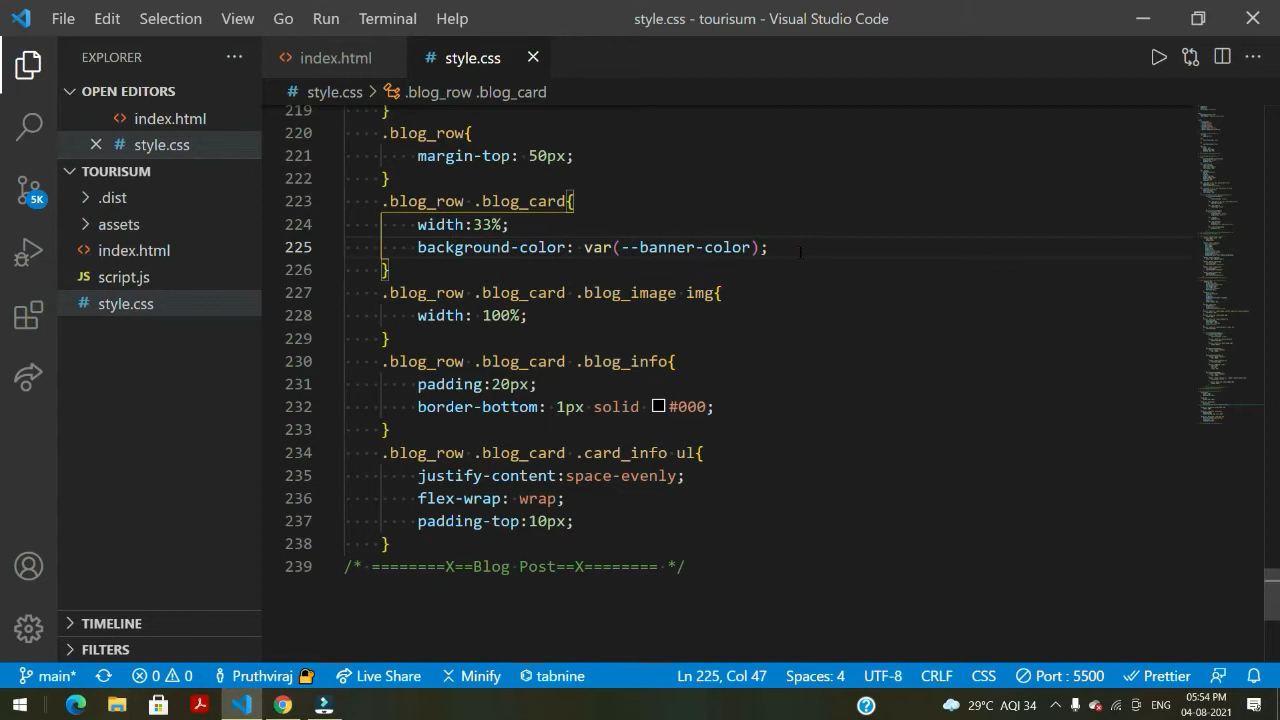 File Edit Selection View Go Run Terminal Help
style.css - tourisum - Visual Studio Code
EXPLORER
index.html
style.css
OPEN EDITORS
index.html
style.css
TOURISUM
.dist
assets
index.html
script.js
style.css
TIMELINE
FILTERS
5K
style.css > .blog_row .blog_card
219 }
220 .blog_row{
221 margin-top: 50px;
222 }
223 .blog_row .blog_card{
224 width:33%;
225 background-color: var(--banner-color);
226 }
227 .blog_row .blog_card .blog_image img{
228 width: 100%;
229 }
230 .blog_row .blog_card .blog_info{
231 padding:20px;
232 border-bottom: 1px solid #000;
233 }
234 .blog_row .blog_card .card_info ul{
235 justify-content:space-evenly;
236 flex-wrap: wrap;
237 padding-top:10px;
238 }
239 /* ========X==Blog Post==X======== */
main* 0 0 Pruthviraj Live Share Minify tabnine Ln 225, Col 47 Spaces: 4 UTF-8 CRLF CSS Port : 5500 Prettier
29°C AQI 34 ENG 05:54 PM
04-08-2021